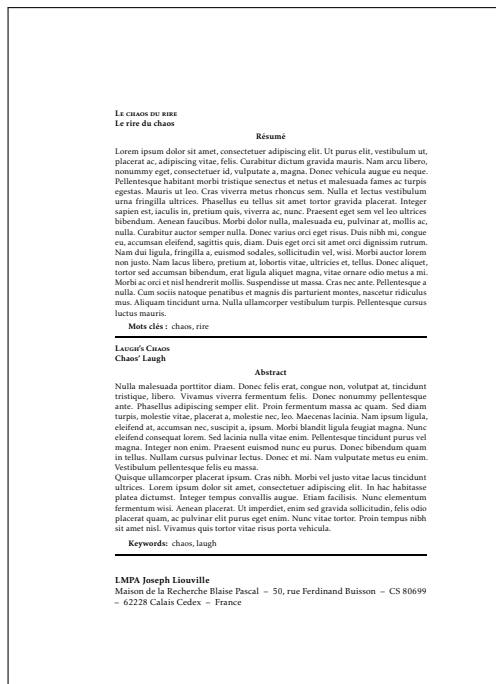 Le chaos du rire
Le rire du chaos
Résumé
Lorem ipsum dolor sit amet, consectetuer adipiscing elit. Ut purus elit, vestibulum ut,
placerat ac, adipiscing vitae, felis. Curabitur dictum gravida mauris. Nam arcu libero,
nonummy eget, consectetuer id, vulputate a, magna. Donec vehicula augue eu neque.
Pellentesque habitant morbi tristique senectus et netus et malesuada fames ac turpis
egestas. Mauris ut leo. Cras viverra metus rhoncus sem. Nulla et lectus vestibulum
urna fringilla ultrices. Phasellus eu tellus sit amet tortor gravida placerat. Integer
sapien est, iaculis in, pretium quis, viverra ac, nunc. Praesent eget sem vel leo ultrices
bibendum. Aenean faucibus. Morbi dolor nulla, malesuada eu, pulvinar at, mollis ac,
nulla. Curabitur auctor semper nulla. Donec varius orci eget risus. Duis nibh mi, congue
eu, accumsan eleifend, sagittis quis, diam. Duis eget orci sit amet orci dignissim rutrum.
Nam dui ligula, fringilla a, euismod sodales, sollicitudin vel, wisi. Morbi auctor lorem
non justo. Nam lacus libero, pretium at, lobortis vitae, ultricies et, tellus. Donec aliquet,
tortor sed accumsan bibendum, erat ligula aliquet magna, vitae ornare odio metus a mi.
Morbi ac orci et nisl hendrerit mollis. Suspendisse ut massa. Cras nec ante. Pellentesque a
nulla. Cum sociis natoque penatibus et magnis dis parturient montes, nascetur ridiculus
mus. Aliquam tincidunt urna. Nulla ullamcorper vestibulum turpis. Pellentesque cursus
luctus mauris.
Mots clés : chaos, rire
Laugh's Chaos
Chaos' Laugh
Abstract
Nulla malesuada porttitor diam. Donec felis erat, congue non, volutpat at, tincidunt
tristique, libero. Vivamus viverra fermentum felis. Donec nonummy pellentesque
ante. Phasellus adipiscing semper elit. Proin fermentum massa ac quam. Sed diam
turpis, molestie vitae, placerat a, molestie nec, leo. Maecenas lacinia. Nam ipsum ligula,
eleifend at, accumsan nec, suscipit a, ipsum. Morbi blandit ligula feugiat magna. Nunc
eleifend consequat lorem. Sed lacinia nulla vitae enim. Pellentesque tincidunt purus vel
magna. Integer non enim. Praesent euismod nunc eu purus. Donec bibendum quam
in tellus. Nullam cursus pulvinar lectus. Donec et mi. Nam vulputate metus eu enim.
Vestibulum pellentesque felis eu massa.
Quisque ullamcorper placerat ipsum. Cras nibh. Morbi vel justo vitae lacus tincidunt
ultrices. Lorem ipsum dolor sit amet, consectetuer adipiscing elit. In hac habitasse
platea dictumst. Integer tempus convallis augue. Etiam facilisis. Nunc elementum
fermentum wisi. Aenean placerat. Ut imperdiet, enim sed gravida sollicitudin, felis odio
placerat quam, ac pulvinar elit purus eget enim. Nunc vitae tortor. Proin tempus nibh
sit amet nisl. Vivamus quis tortor vitae risus porta vehicula.
Keywords: chaos, laugh
LMPA Joseph Liouville
Maison de la Recherche Blaise Pascal – 50, rue Ferdinand Buisson – CS 80699
– 62228 Calais Cedex – France